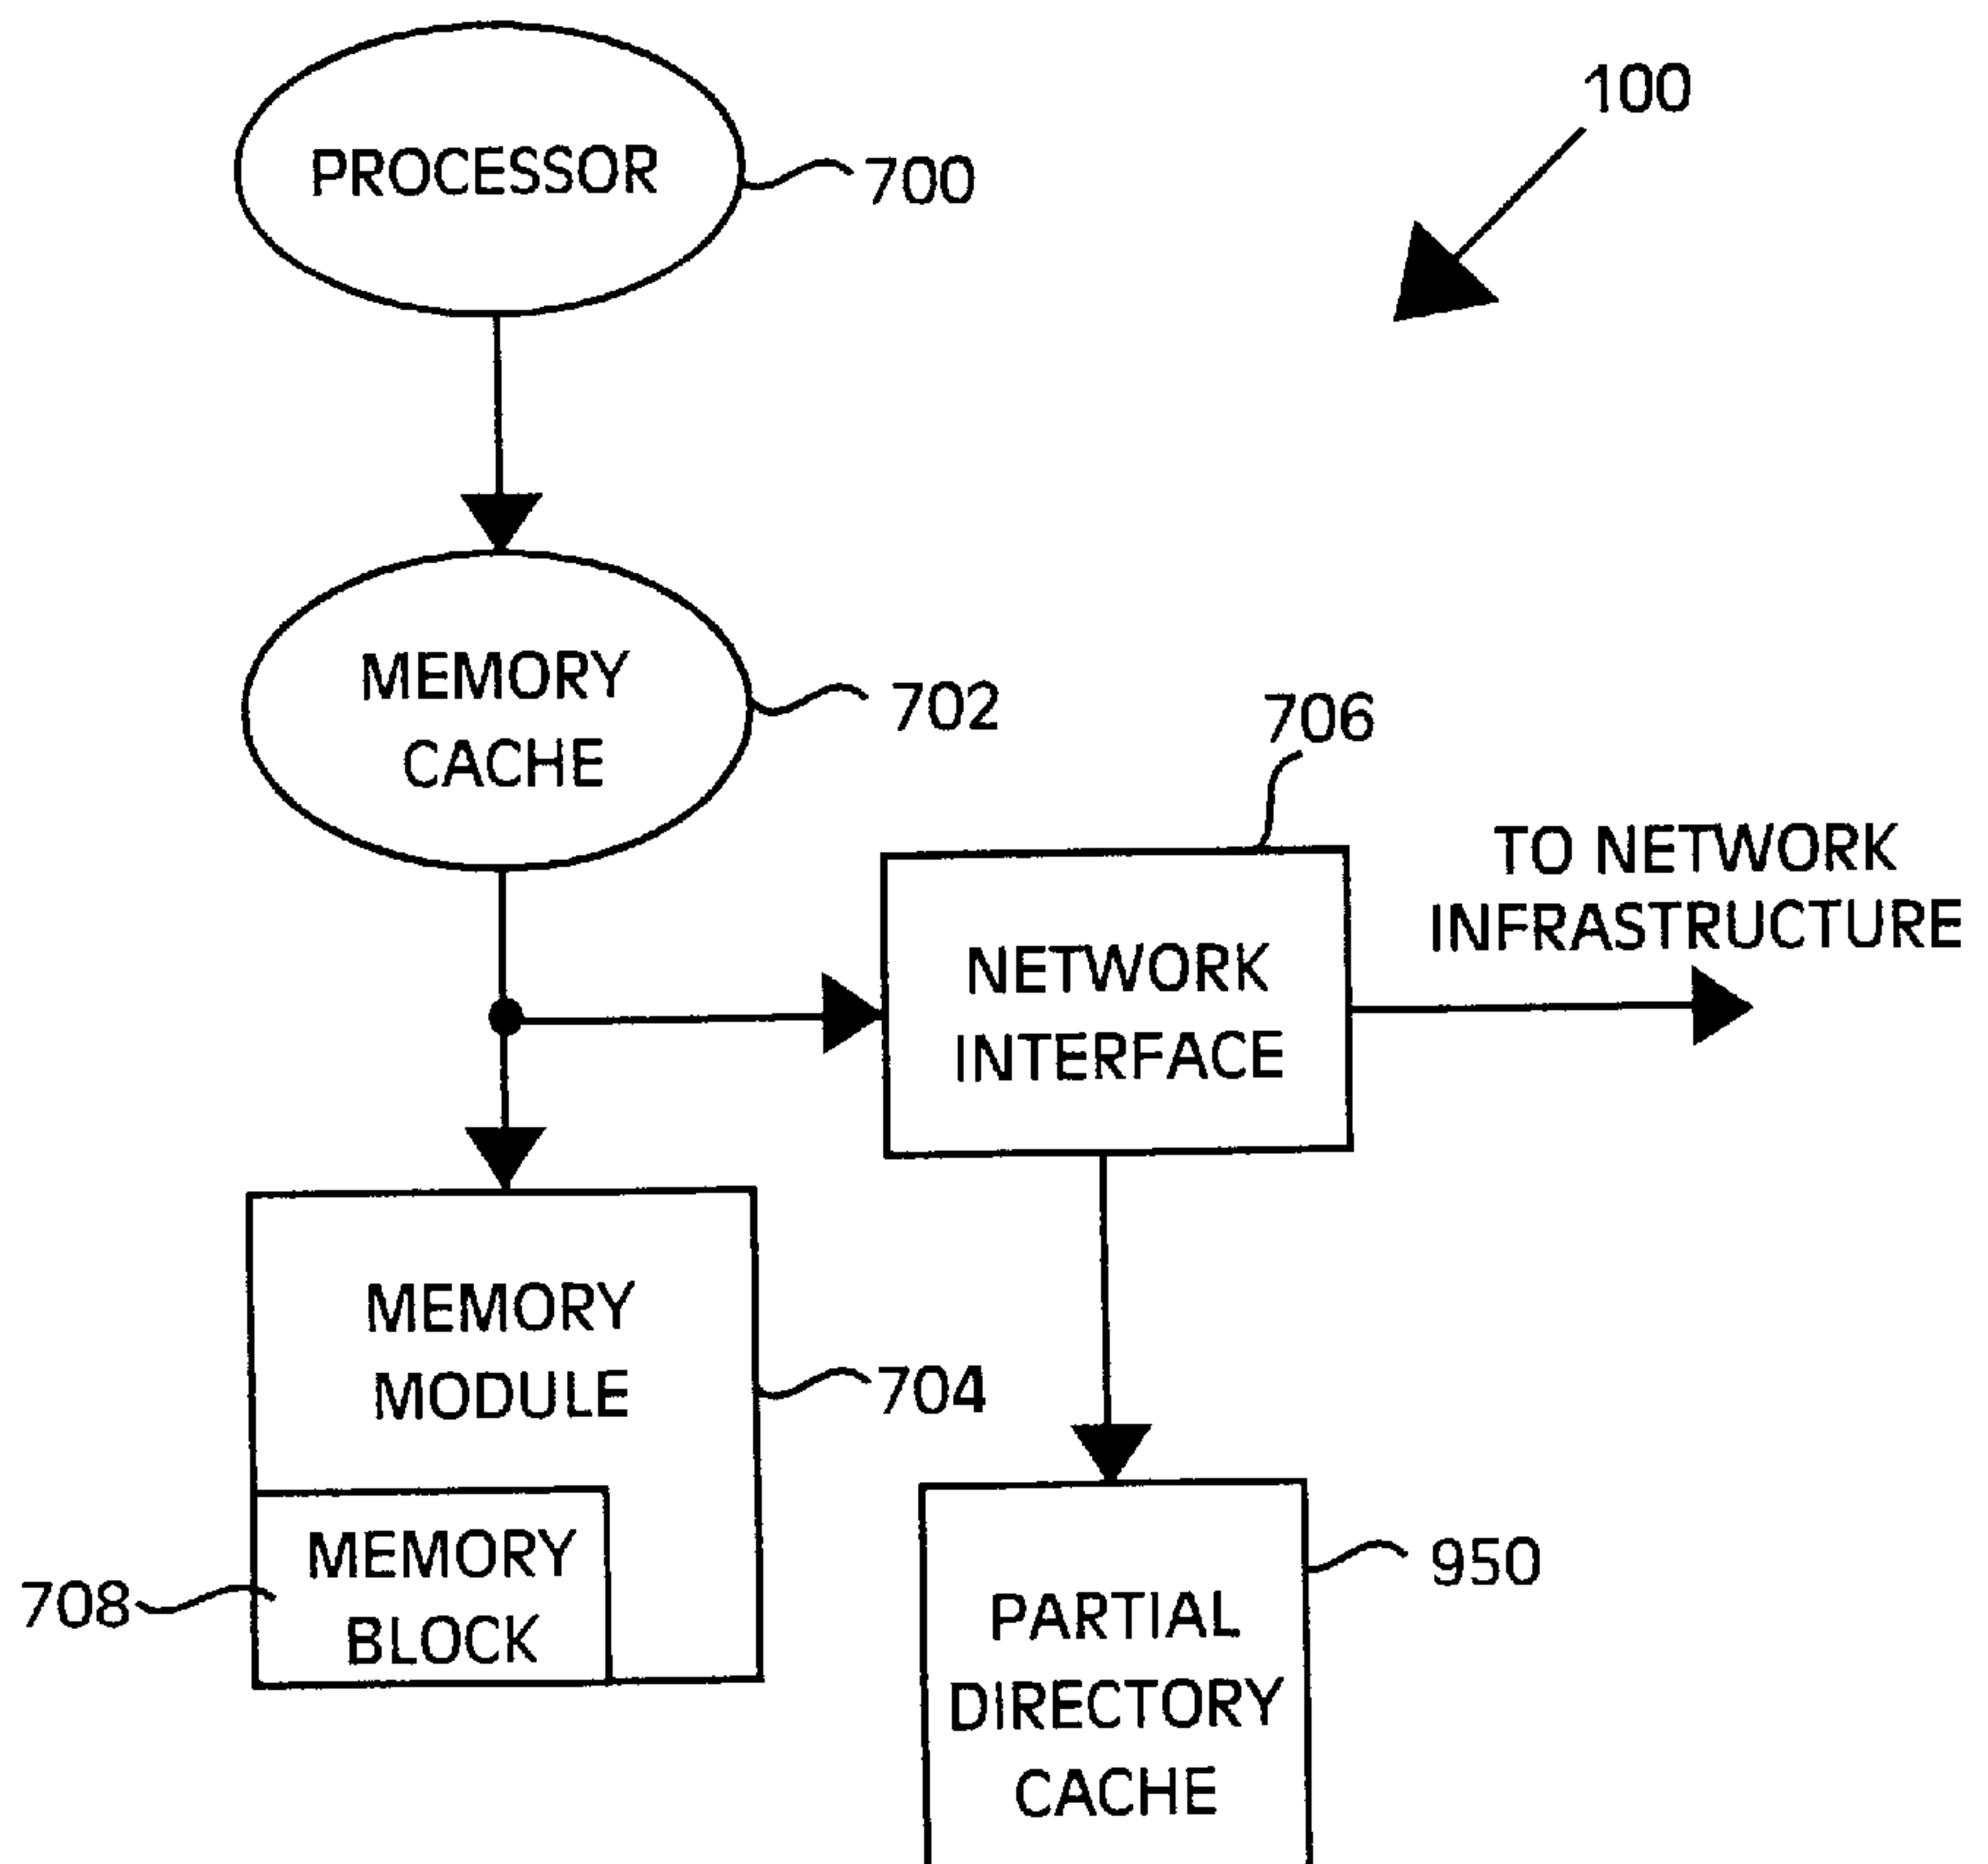 100
PROCESSOR
700
MEMORY
CACHE
702
706
TO NETWORK
INFRASTRUCTURE
NETWORK
INTERFACE
MEMORY
MODULE
704
MEMORY
BLOCK
708
950
PARTIAL
DIRECTORY
CACHE